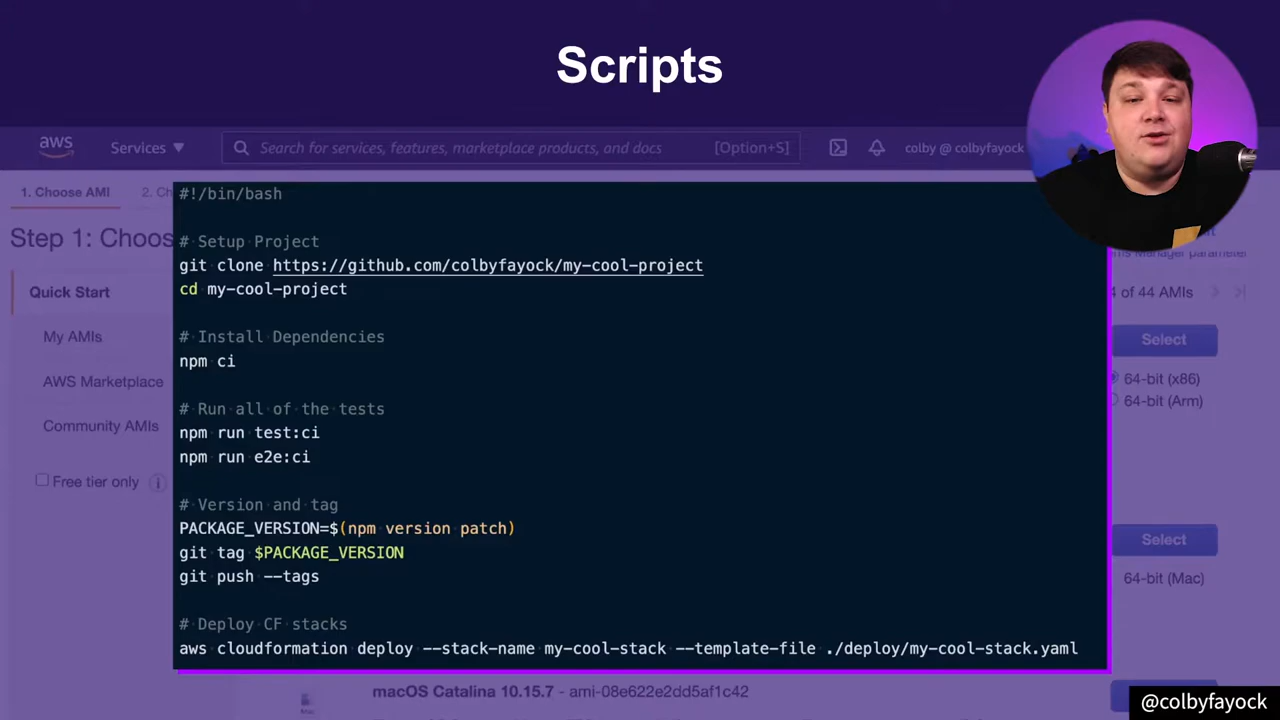 Scripts
aws
Services ▼
Search for services, features, marketplace products, and docs
[Option+S]
colby @ colbyfayock
1. Choose AMI
2. Ch
Step 1: Choos
#!/bin/bash
# Setup Project
git clone https://github.com/colbyfayock/my-cool-project
cd my-cool-project
# Install Dependencies
npm ci
# Run all of the tests
npm run test:ci
npm run e2e:ci
# Version and tag
PACKAGE_VERSION=$(npm version patch)
git tag $PACKAGE_VERSION
git push --tags
# Deploy CF stacks
aws cloudformation deploy --stack-name my-cool-stack --template-file ./deploy/my-cool-stack.yaml
Quick Start
My AMIs
AWS Marketplace
Community AMIs
Free tier only
Manager parameter
of 44 AMIs
Select
64-bit (x86)
64-bit (Arm)
Select
64-bit (Mac)
macOS Catalina 10.15.7 - ami-08e622e2dd5af1c42
@colbyfayock